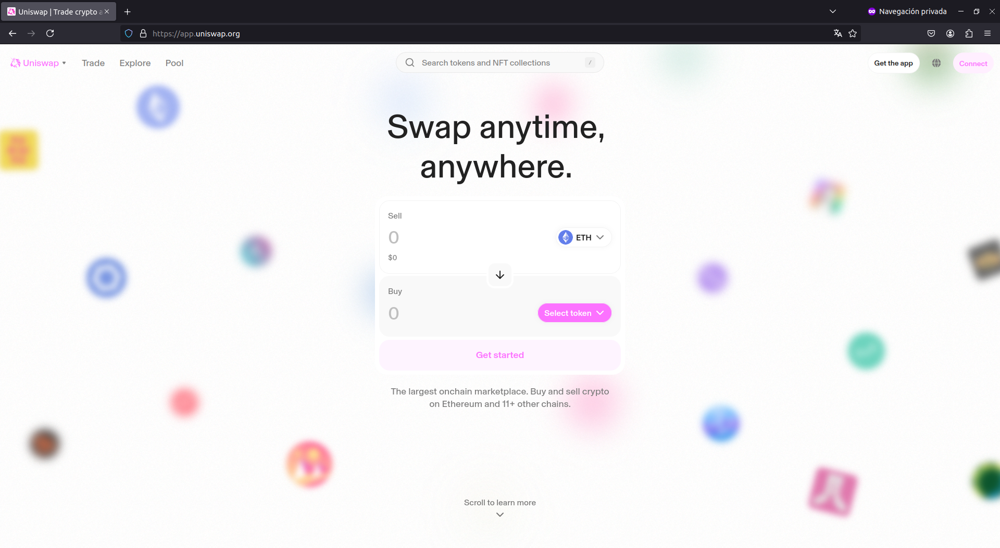 Uniswap | Trade crypto a
Navegación privada
https://app.uniswap.org
Uniswap
Trade
Explore
Pool
Search tokens and NFT collections
/
Get the app
Connect
Swap anytime,
anywhere.
Sell
0
ETH
$0
Buy
0
Select token
Get started
The largest onchain marketplace. Buy and sell crypto
on Ethereum and 11+ other chains.
Scroll to learn more